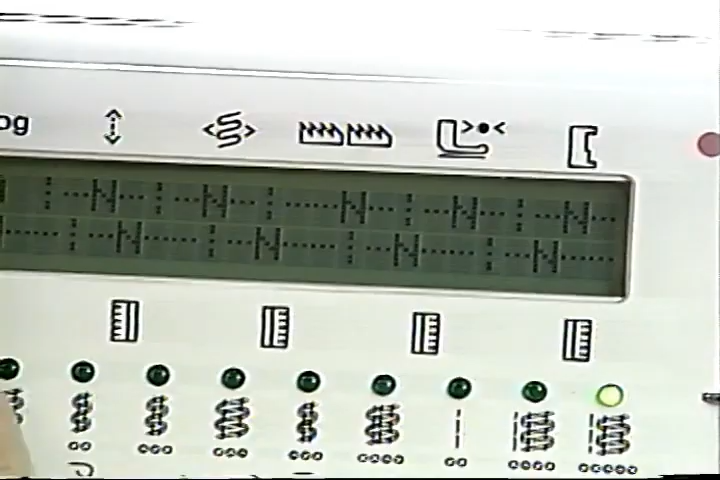 og
: --N-- : --N-- : -----N-- : --N-- : --N--
---- : --N----- : --N----- : --N----- : --N-----